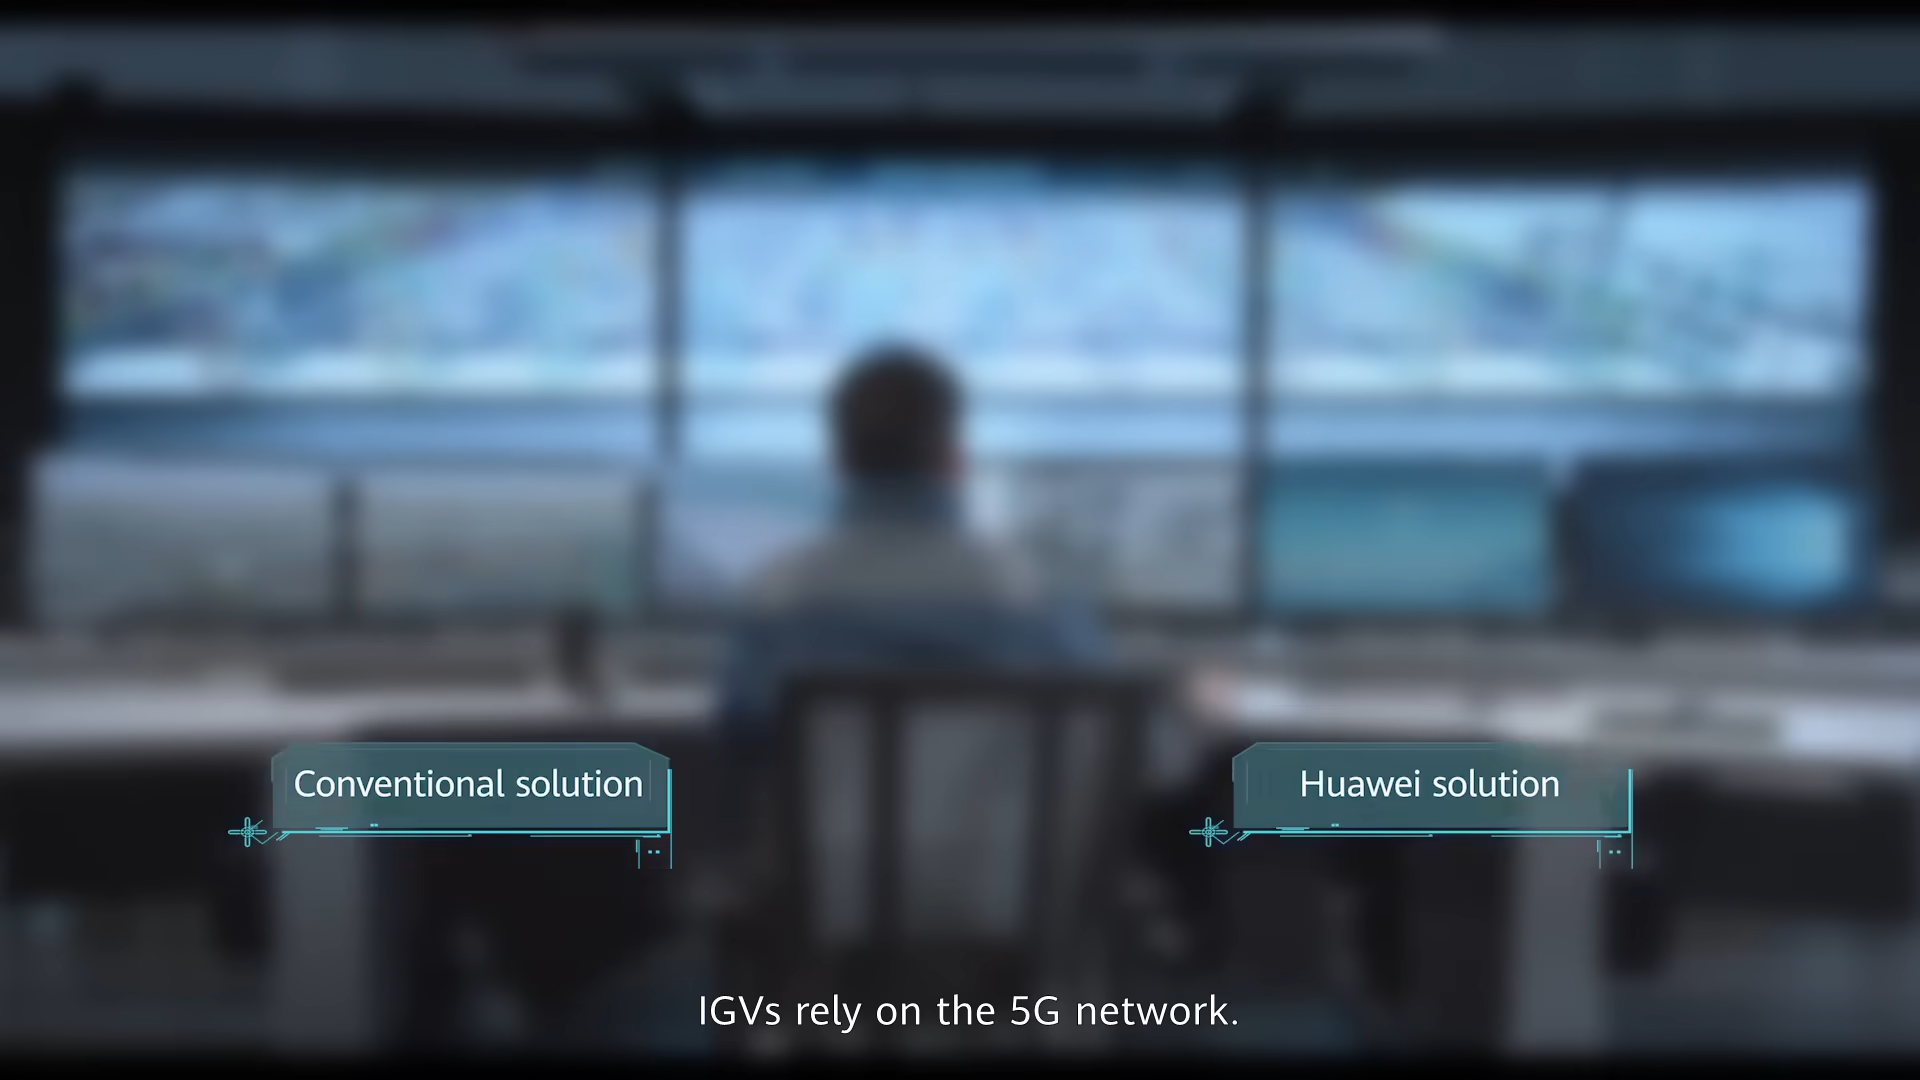 Conventional solution
Huawei solution
IGVs rely on the 5G network.